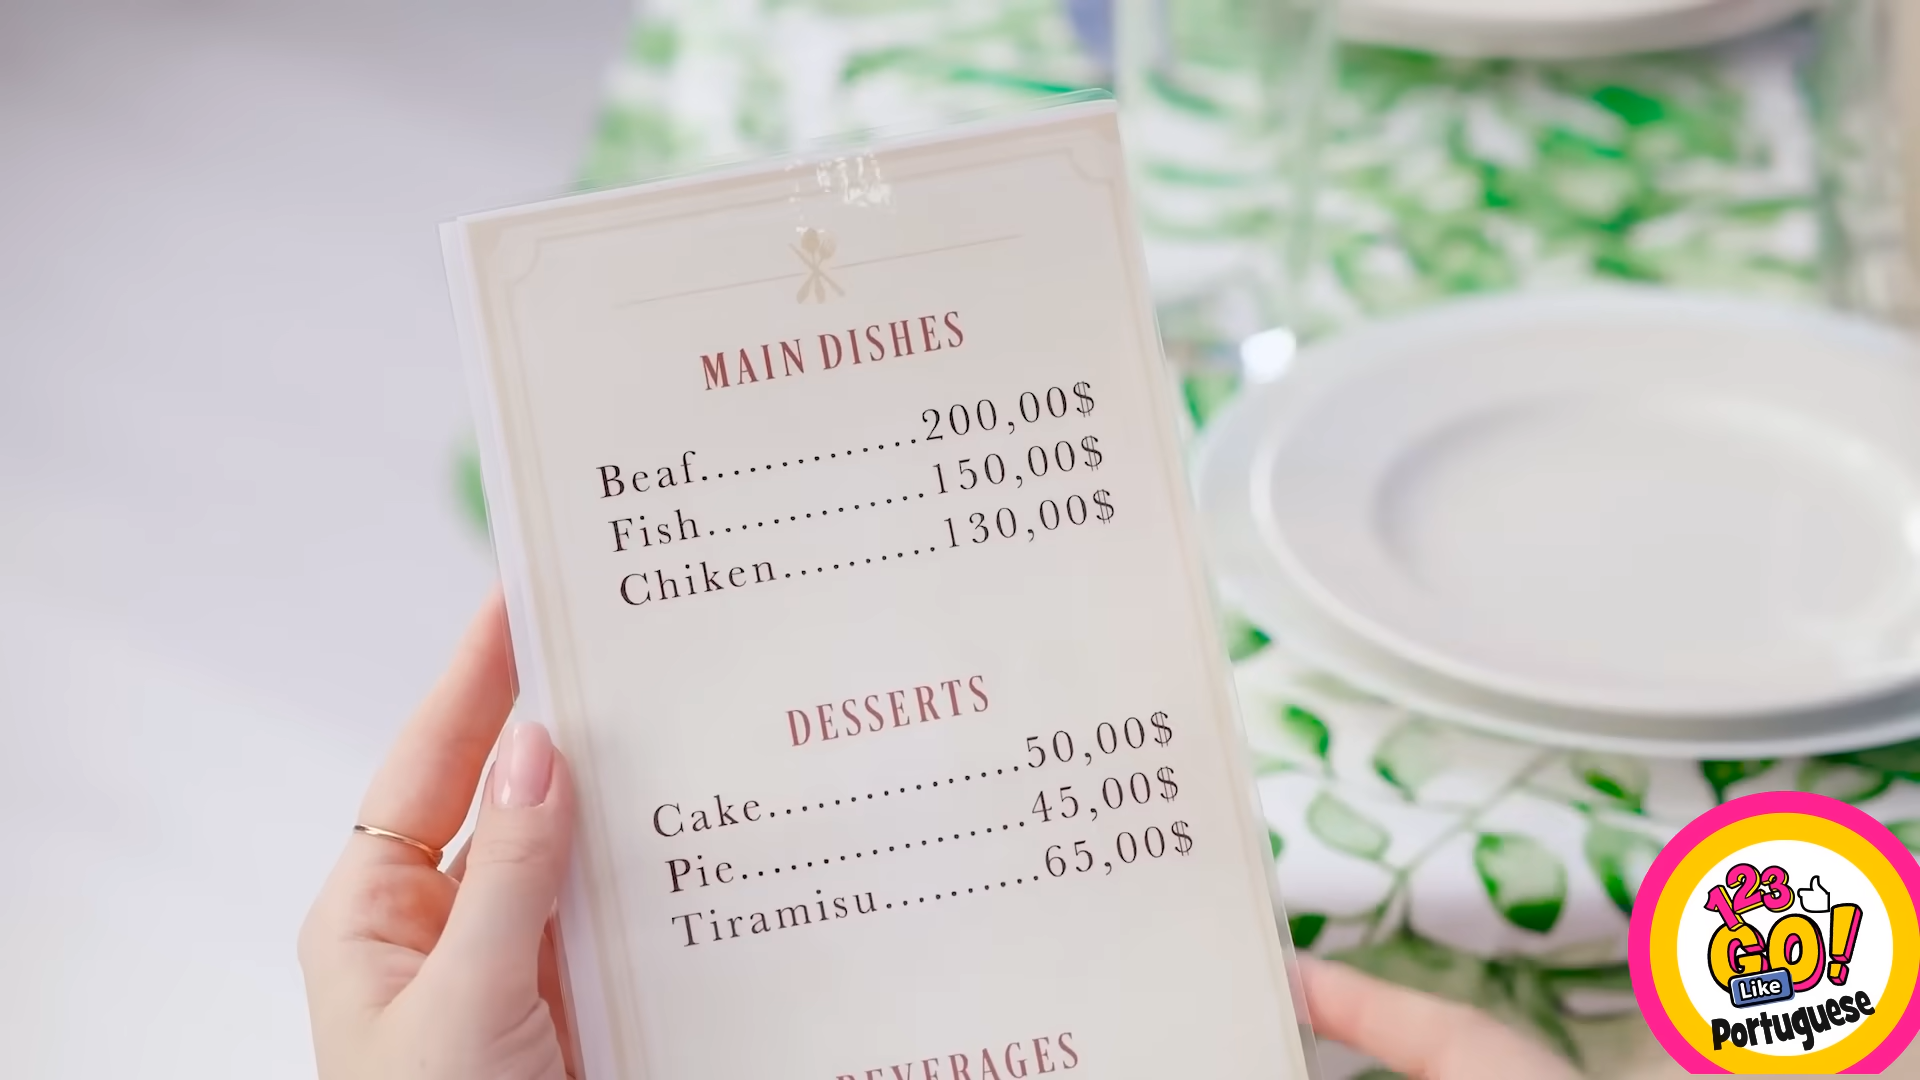 MAIN DISHES
Beaf.............200,00$
Fish.............150,00$
Chiken..........130,00$
DESSERTS
Cake................50,00$
Pie.................45,00$
Tiramisu..........65,00$
BEVERAGES
123
GO!
Like
Portuguese